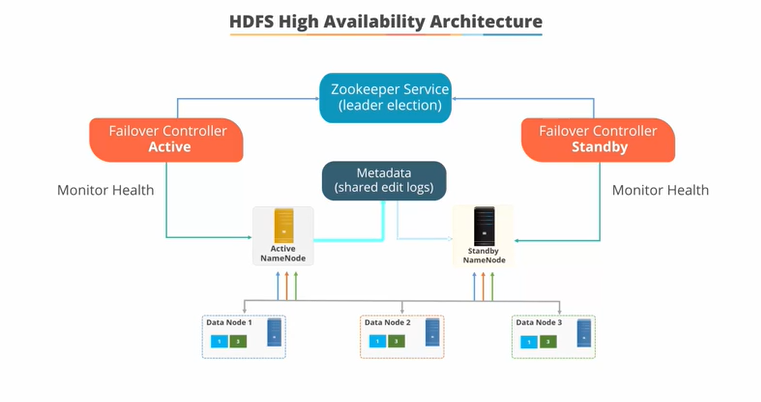 HDFS High Availability Architecture
Zookeeper Service
(leader election)
Failover Controller
Active
Failover Controller
Standby
Metadata
(shared edit logs)
Monitor Health
Monitor Health
Active
NameNode
Standby
NameNode
Data Node 1
1 3
Data Node 2
1 3
Data Node 3
1 3